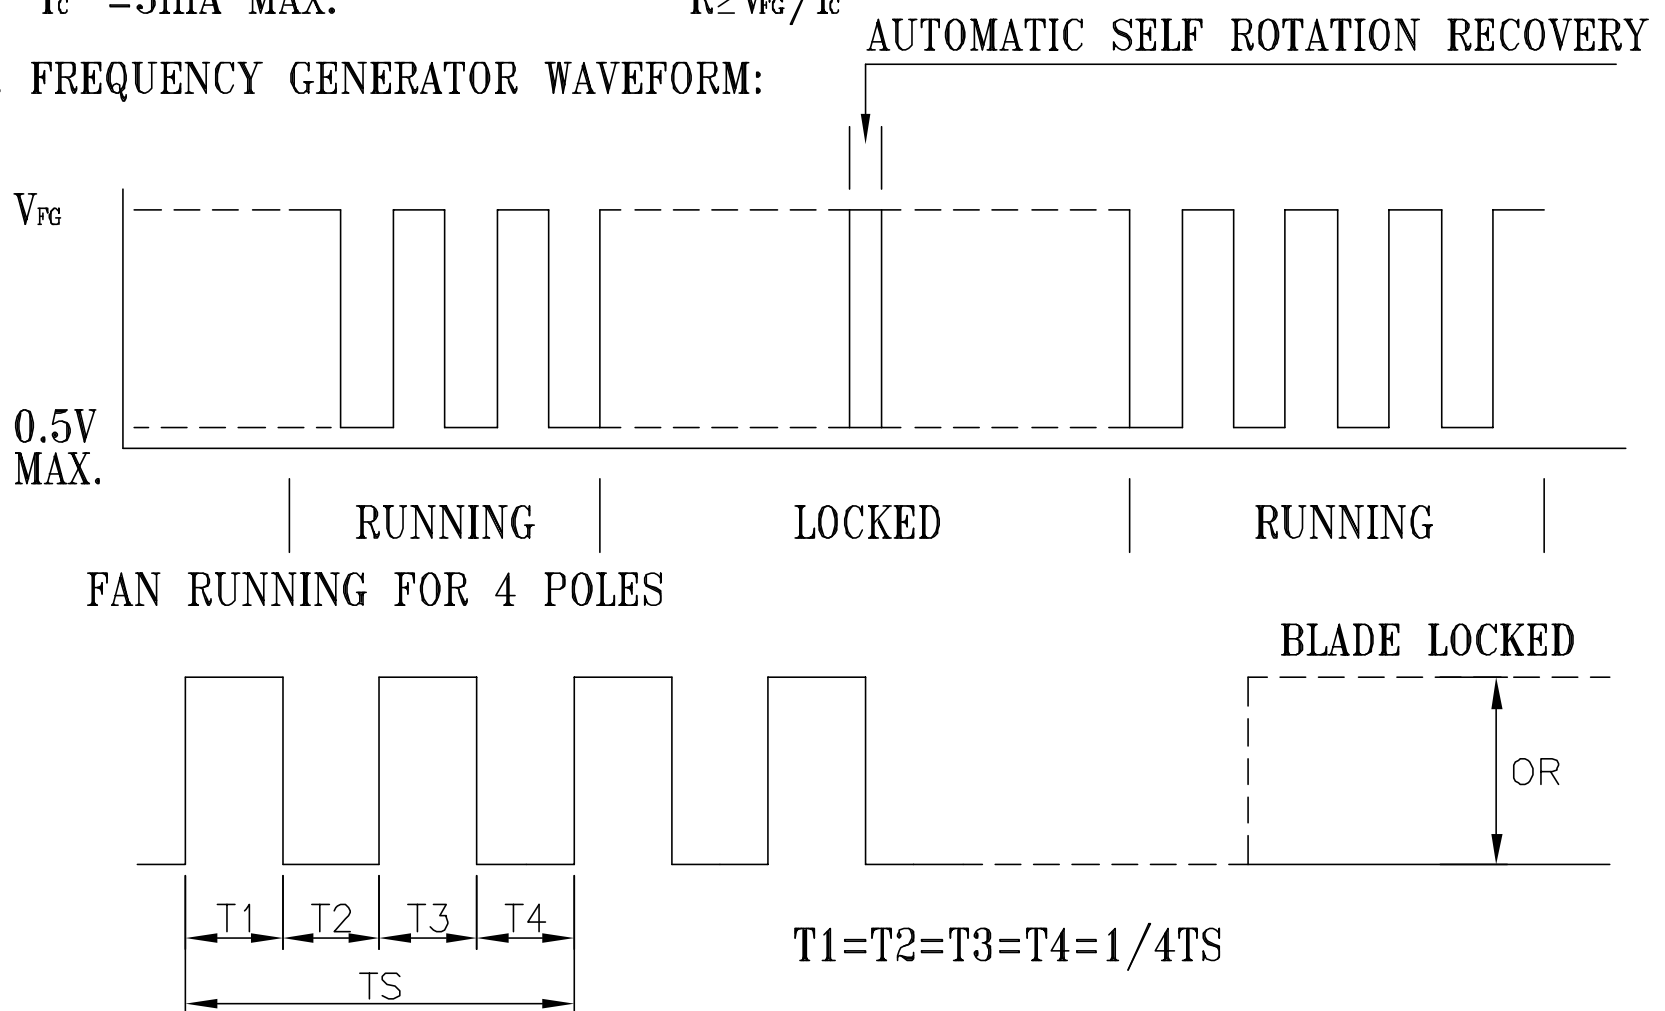 MAX.
AUTOMATIC SELF ROTATION RECOVERY
FREQUENCY GENERATOR WAVEFORM:
VFG
0.5V
MAX.
RUNNING
LOCKED
RUNNING
FAN RUNNING FOR 4 POLES
BLADE LOCKED
OR
T1 T2 T3 T4
T1=T2=T3=T4=1/4TS
TS